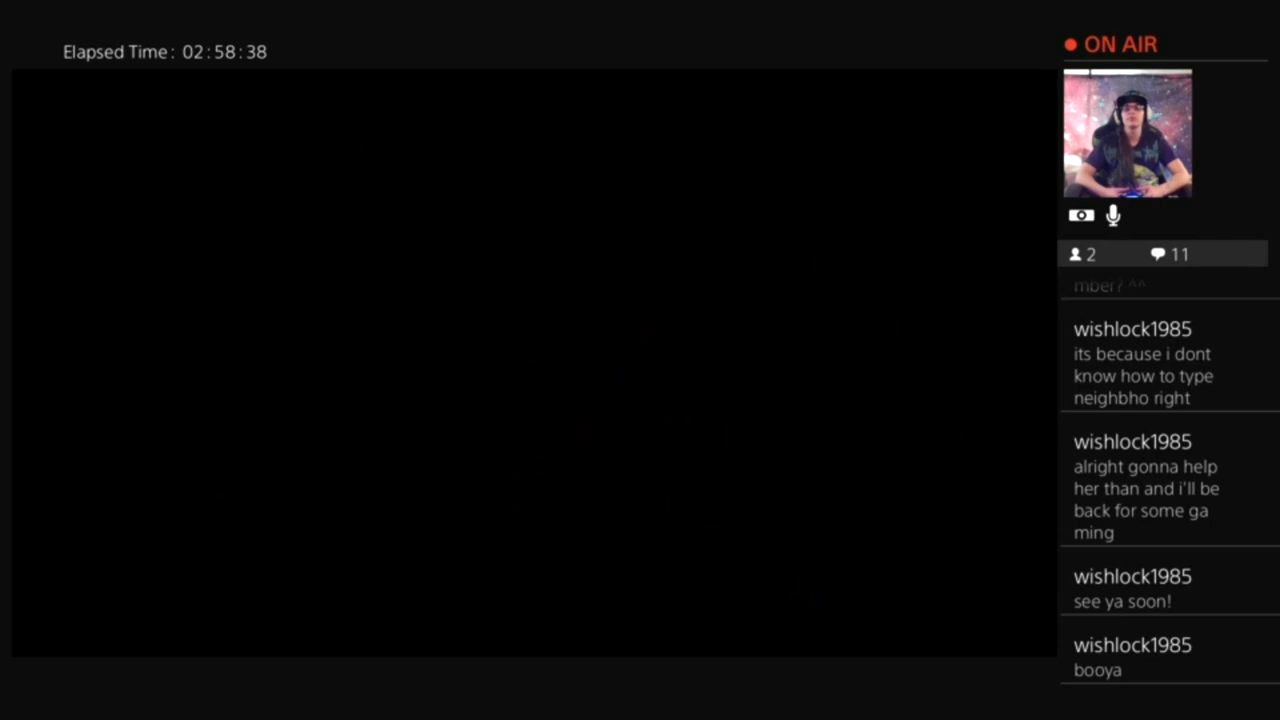 Elapsed Time: 02:58:38
ON AIR
2 11
mber? ^^
wishlock1985
its because i dont
know how to type
neighbho right
wishlock1985
alright gonna help
her than and i'll be
back for some ga
ming
wishlock1985
see ya soon!
wishlock1985
booya